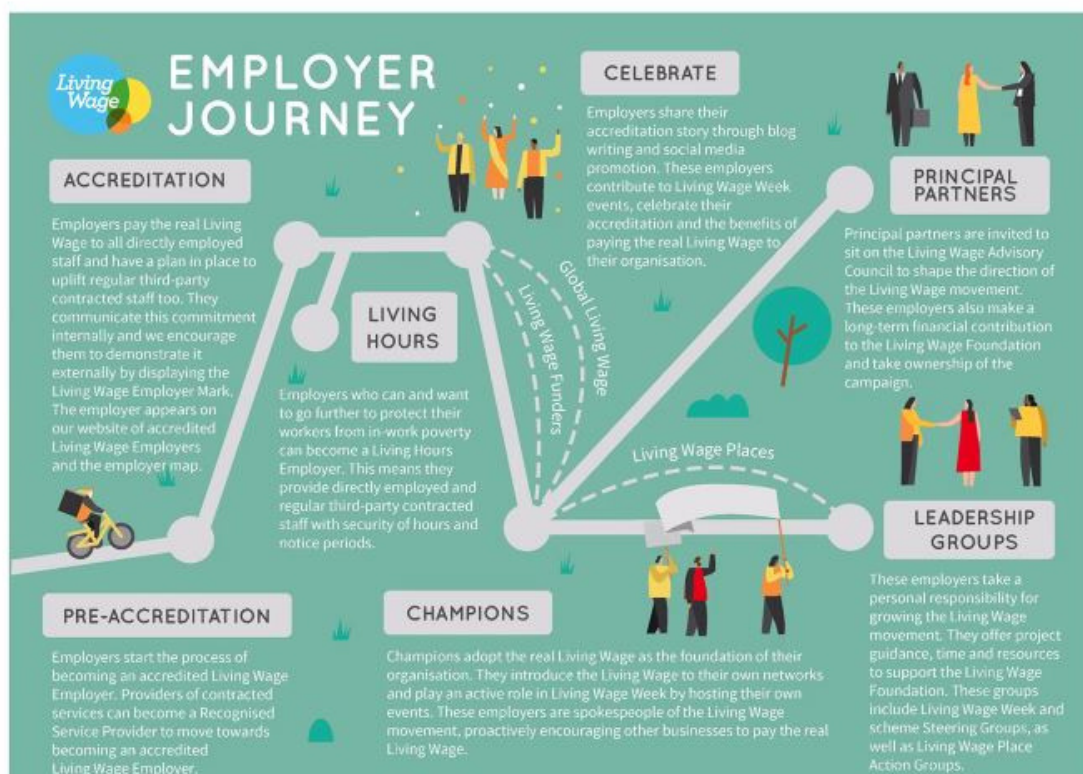 Living
Wage
EMPLOYER
JOURNEY
ACCREDITATION
Employers pay the real Living
Wage to all directly employed
staff and have a plan in place to
uplift regular third-party
contracted staff too. They
communicate this commitment
internally and we encourage
them to demonstrate it
externally by displaying the
Living Wage Employer Mark.
The employer appears on
our website of accredited
Living Wage Employers
and the employer map.
PRE-ACCREDITATION
Employers start the process of
becoming an accredited Living Wage
Employer. Providers of contracted
services can become a Recognised
Service Provider to move towards
becoming an accredited
Living Wage Employer.
LIVING
HOURS
Employers who can and want
to go further to protect their
workers from in-work poverty
can become a Living Hours
Employer. This means they
provide directly employed and
regular third-party contracted
staff with security of hours and
notice periods.
CELEBRATE
Employers share their
accreditation story through blog
writing and social media
promotion. These employers
contribute to Living Wage Week
events, celebrate their
accreditation and the benefits of
paying the real Living Wage to
their organisation.
Global Living Wage
Living Wage Funders
Living Wage Places
CHAMPIONS
Champions adopt the real Living Wage as the foundation of their
organisation. They introduce the Living Wage to their own networks
and play an active role in Living Wage Week by hosting their own
events. These employers are spokespeople of the Living Wage
movement, proactively encouraging other businesses to pay the real
Living Wage.
PRINCIPAL
PARTNERS
Principal partners are invited to
sit on the Living Wage Advisory
Council to shape the direction of
the Living Wage movement.
These employers also make a
long-term financial contribution
to the Living Wage Foundation
and take ownership of the
campaign.
LEADERSHIP
GROUPS
These employers take a
personal responsibility for
growing the Living Wage
movement. They offer project
guidance, time and resources
to support the Living Wage
Foundation. These groups
include Living Wage Week and
scheme Steering Groups, as
well as Living Wage Place
Action Groups.